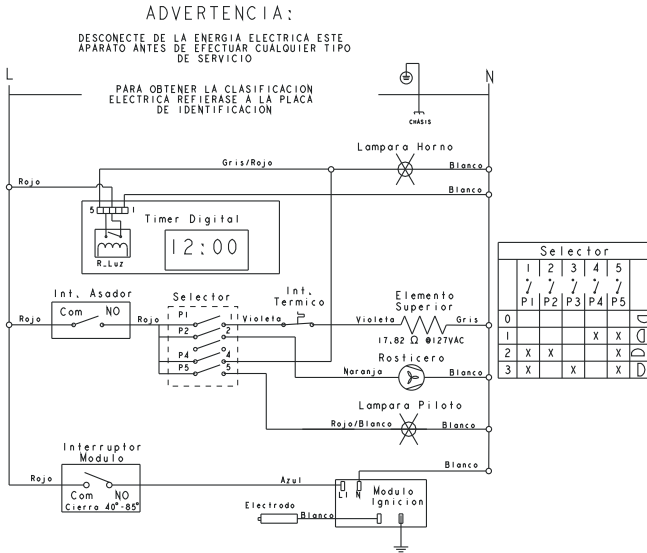 ADVERTENCIA:
DESCONECTE DE LA ENERGIA ELECTRICA ESTE
APARATO ANTES DE EFECTUAR CUALQUIER TIPO
DE SERVICIO
L
N
PARA OBTENER LA CLASIFICACION
ELECTRICA REFIERASE A LA PLACA
DE IDENTIFICACION
CHASIS
Lampara Horno
Gris/Rojo
Blanco
Rojo
Blanco
5 1
Timer Digital
12:00
R_Luz
Selector
1 2 3 4 5
P1 P2 P3 P4 P5
0
1 X X
2 X X X
3 X X X
Int. Asador
Com NO
Rojo
Rojo
Selector
P1 1
P2 2
P4 4
P5 5
Violeta
Int.
Termico
Violeta
Elemento
Superior
Gris
17.82 Ω @127VAC
Rosticero
Naranja
Blanco
Lampara Piloto
Rojo/Blanco
Blanco
Interruptor
Modulo
Rojo
Com NO
Cierra 40°-85°
Azul
Blanco
L1 N
Modulo
Ignicion
Electrodo
Blanco